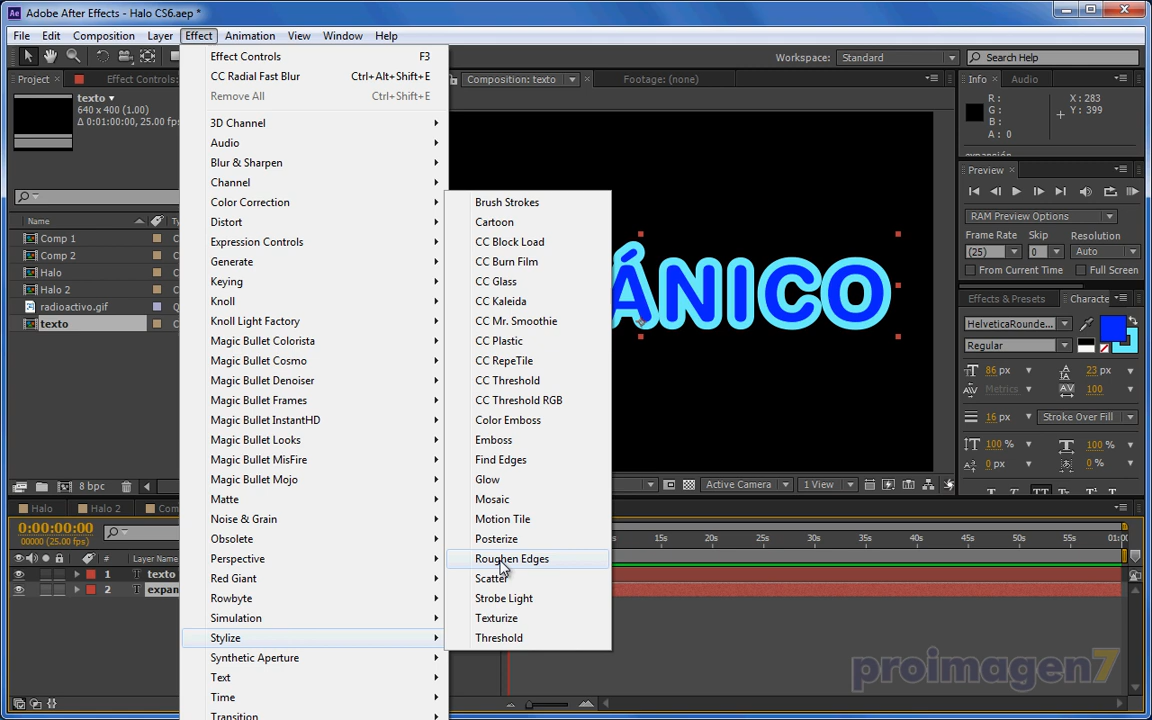 Adobe After Effects - Halo CS6.aep *
File Edit Composition Layer Effect Animation View Window Help
Workspace: Standard
Search Help
Project
Effect Controls:
Composition: texto
Footage: (none)
Info
Audio
texto
640 x 400 (1.00)
Δ 0:01:00:00, 25.00 fps
R:
G:
B:
A: 0
X: 283
Y: 399
expansión
Name
Comp 1
Comp 2
Halo
Halo 2
radioactivo.gif
texto
8 bpc
Effect Controls F3
CC Radial Fast Blur Ctrl+Alt+Shift+E
Remove All Ctrl+Shift+E
3D Channel
Audio
Blur & Sharpen
Channel
Color Correction
Distort
Expression Controls
Generate
Keying
Knoll
Knoll Light Factory
Magic Bullet Colorista
Magic Bullet Cosmo
Magic Bullet Denoiser
Magic Bullet Frames
Magic Bullet InstantHD
Magic Bullet Looks
Magic Bullet MisFire
Magic Bullet Mojo
Matte
Noise & Grain
Obsolete
Perspective
Red Giant
Rowbyte
Simulation
Stylize
Synthetic Aperture
Text
Time
Transition
Brush Strokes
Cartoon
CC Block Load
CC Burn Film
CC Glass
CC Kaleida
CC Mr. Smoothie
CC Plastic
CC RepeTile
CC Threshold
CC Threshold RGB
Color Emboss
Emboss
Find Edges
Glow
Mosaic
Motion Tile
Posterize
Roughen Edges
Scatter
Strobe Light
Texturize
Threshold
ÁNICO
Active Camera
1 View
Preview
RAM Preview Options
Frame Rate Skip Resolution
(25) 0 Auto
From Current Time Full Screen
Effects & Presets
Characte
HelveticaRounde...
Regular
86 px 23 px
Metrics 100
16 px Stroke Over Fill
100 % 100 %
0 px 0 %
Halo
Halo 2
Com
0:00:00:00
00000 (25.00 fps)
Layer Name
1 texto
2 expan
15s 20s 25s 30s 35s 40s 45s 50s 55s 01:00
proimagen7